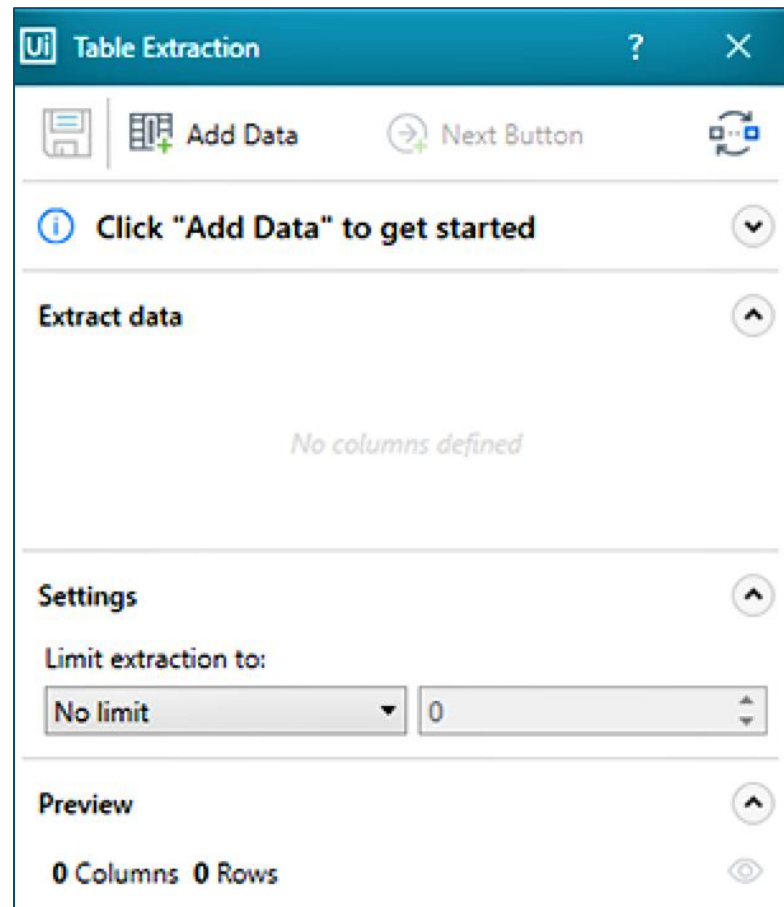 Ui Table Extraction ?
Add Data Next Button
Click "Add Data" to get started
Extract data
No columns defined
Settings
Limit extraction to:
No limit 0
Preview
0 Columns 0 Rows